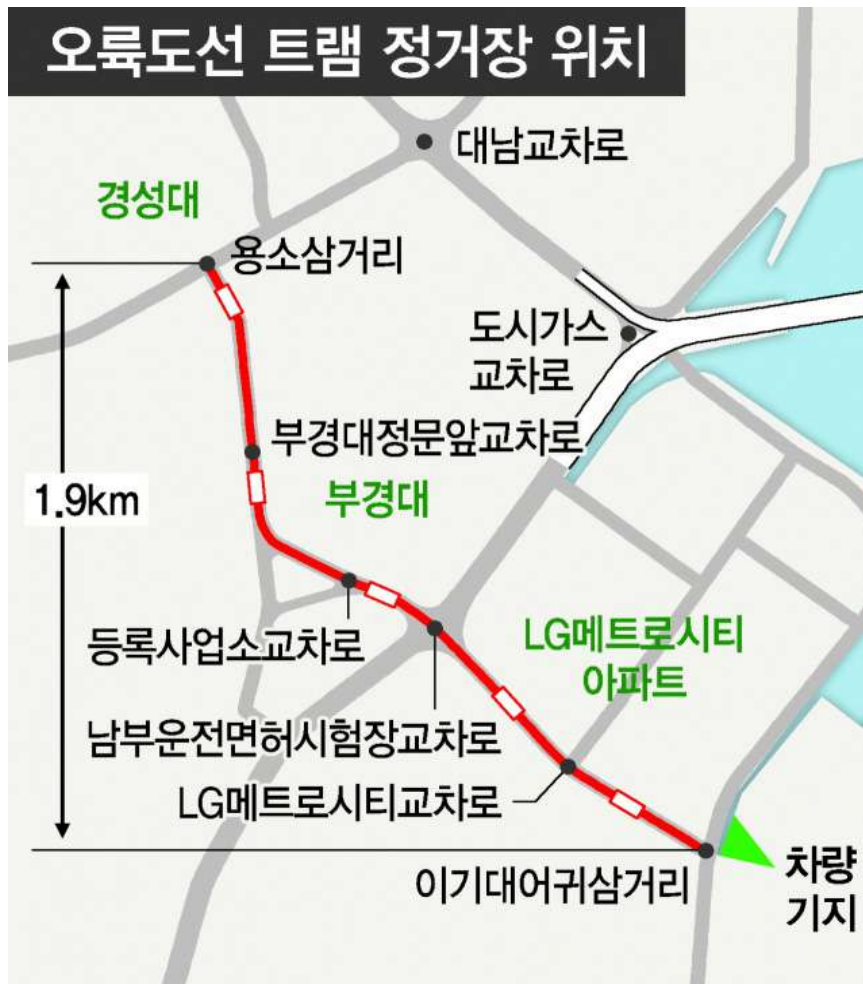 오륙도선 트램 정거장 위치
대남교차로
경성대
용소삼거리
도시가스
교차로
부경대정문앞교차로
1.9km
부경대
등록사업소교차로
LG메트로시티
아파트
남부운전면허시험장교차로
LG메트로시티교차로
이기대어귀삼거리
차량
기지